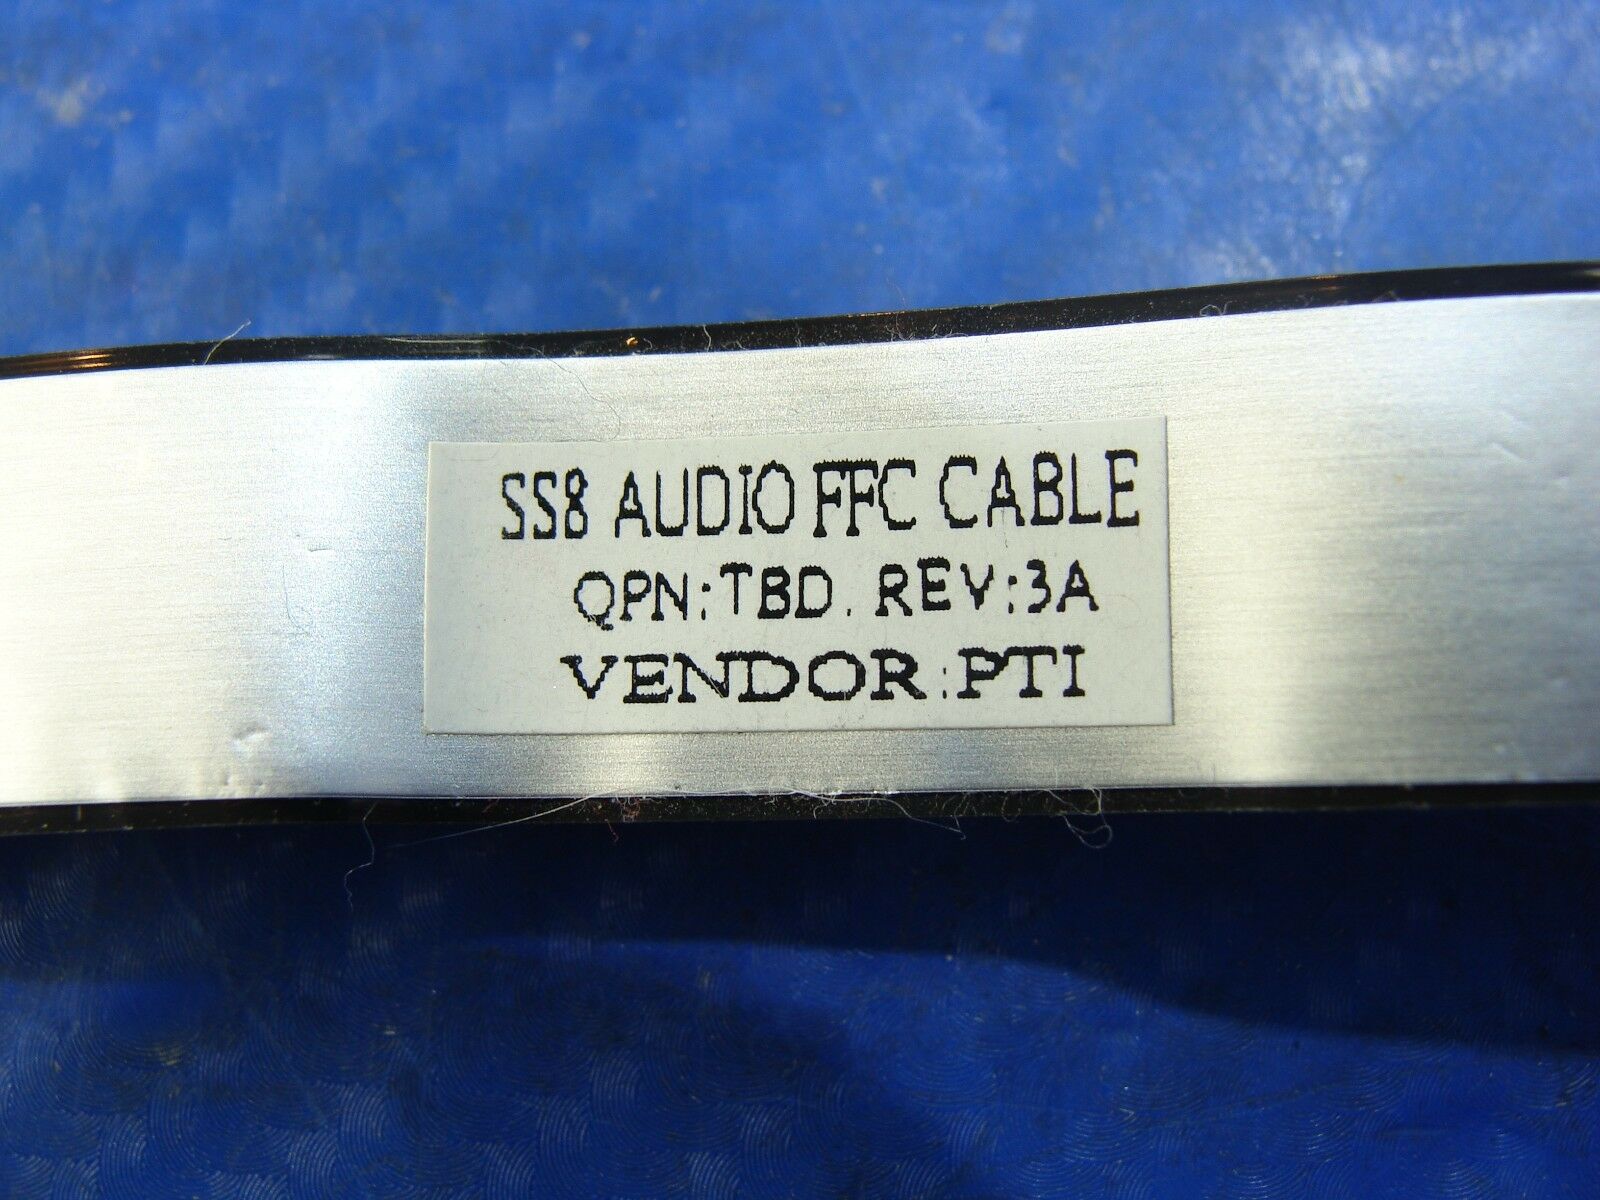 SS8 AUDIO FFC CABLE
QPN:TBD. REV:3A
VENDOR:PTI